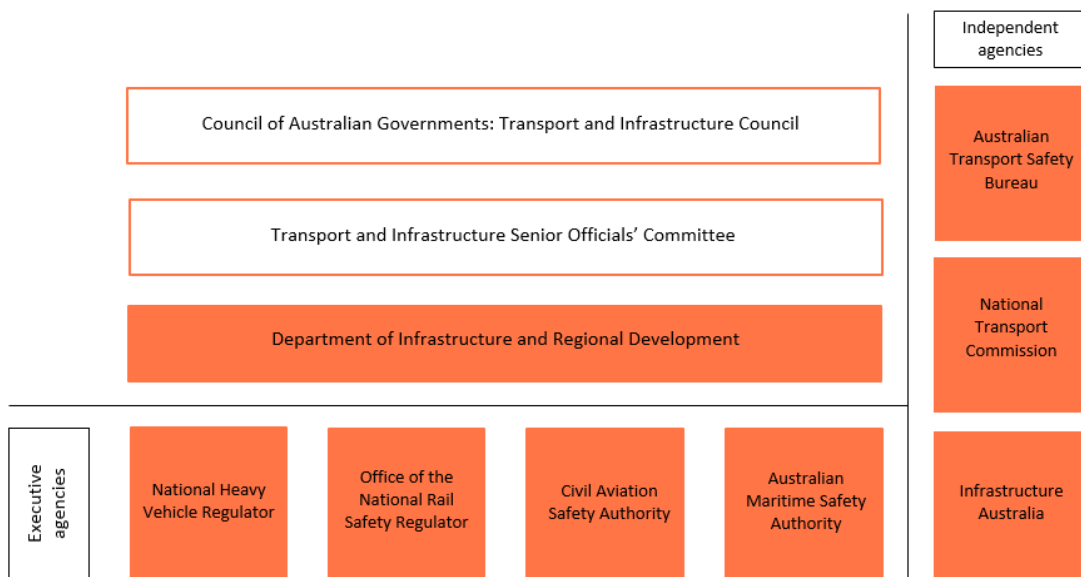 Independent
agencies
Council of Australian Governments: Transport and Infrastructure Council
Australian
Transport Safety
Bureau
Transport and Infrastructure Senior Officials’ Committee
National
Transport
Commission
Department of Infrastructure and Regional Development
Executive
agencies
National Heavy
Vehicle Regulator
Office of the
National Rail
Safety Regulator
Civil Aviation
Safety Authority
Australian
Maritime Safety
Authority
Infrastructure
Australia